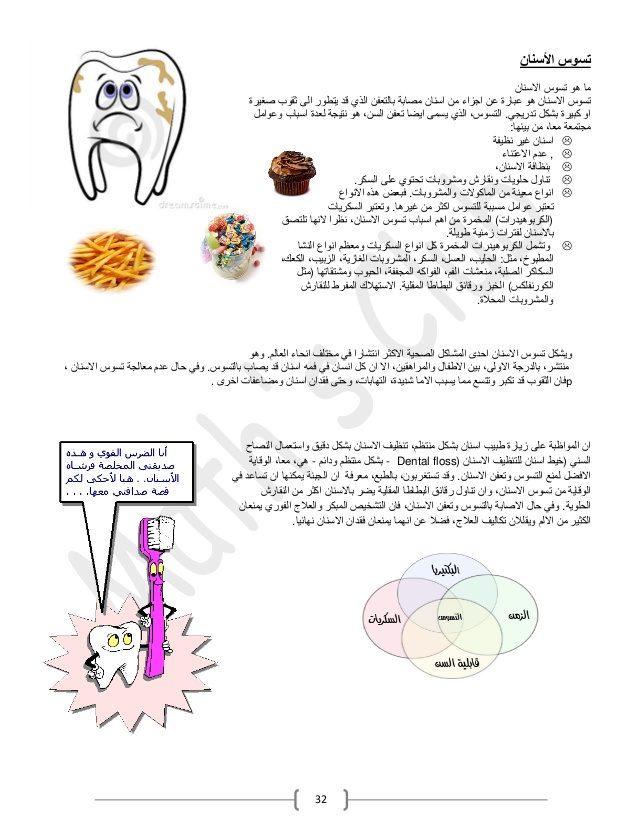 تسوس الأسنان
ما هو تسوس الاسنان
تسوس الاسنان هو عبارة عن اجزاء من اسنان مصابة بالتعفن الذي قد يتطور الى ثقوب صغيرة
او كبيرة بشكل تدريجي. التسوس، الذي يسمى ايضا تعفن السن، هو نتيجة لعدة اسباب وعوامل
مجتمعة معا، من بينها:
☹ اسنان غير نظيفة
☹ , عدم الاعتناء
☹ بنظافة الاسنان،
☹ تناول حلويات ونقارش ومشروبات تحتوي على السكر.
☹ انواع معينة من الماكولات والمشروبات. فبعض هذه الانواع
تعتبر عوامل مسببة للتسوس اكثر من غيرها. وتعتبر السكريات
(الكربوهيدرات) المخمرة من اهم اسباب تسوس الاسنان، نظرا لانها تلتصق
بالاسنان لفترات زمنية طويلة.
☹ وتشمل الكربوهيدرات المخمرة كل انواع السكريات ومعظم انواع النشا
المطبوخ، مثل: الحليب، العسل، السكر، المشروبات الغازية، الزبيب، الكعك،
السكاكر الصلبة، منعشات الفم، الفواكه المجففة، الحبوب ومشتقاتها (مثل
الكورنفلكس) الخبز ورقائق البطاطا المقلية. الاستهلاك المفرط للنقارش
والمشروبات المحلاة.
dreamstime
ويشكل تسوس الاسنان احدى المشاكل الصحية الاكثر انتشارا في مختلف انحاء العالم. وهو
منتشر، بالدرجة الاولى، بين الاطفال والمراهقين، الا ان كل انسان في فمه اسنان قد يصاب بالتسوس. وفي حال عدم معالجة تسوس الاسنان ،
pفان الثقوب قد تكبر وتتسع مما يسبب الاما شديدة، التهابات، وحتى فقدان اسنان ومضاعفات اخرى .
ان المواظبة على زيارة طبيب اسنان بشكل منتظم، تنظيف الاسنان بشكل دقيق واستعمال النصاح
السني (خيط اسنان للتنظيف الاسنان (Dental floss - بشكل منتظم ودائم - هي، معا، الوقاية
الافضل لمنع التسوس وتعفن الاسنان. وقد تستغربون، بالطبع، معرفة ان الجبنة يمكنها ان تساعد في
الوقاية من تسوس الاسنان، وان تناول رقائق البطاطا المقلية يضر بالاسنان اكثر من النقارش
الحلوية. وفي حال الاصابة بالتسوس وتعفن الاسنان، فان التشخيص المبكر والعلاج الفوري يمنعان
الكثير من الالم ويقللان تكاليف العلاج، فضلا عن انهما يمنعان فقدان الاسنان نهائيا.
أنا الضرس القوي و هذه
صديقتي المخلصة فرشاة
الأسنان. . هيا لأحكي لكم
قصة صداقتي معها. . . .
البكتيريا
الزمن
التسوس
السكريات
قابلية السن
32